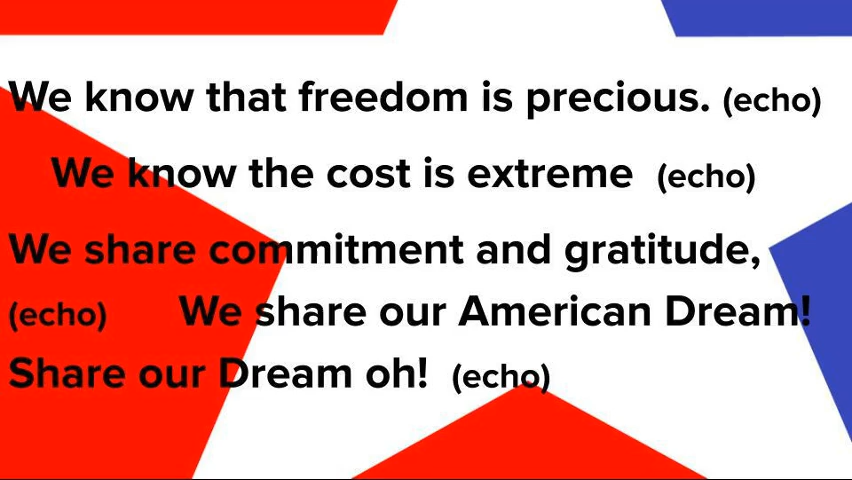 We know that freedom is precious. (echo)
We know the cost is extreme (echo)
We share commitment and gratitude,
(echo) We share our American Dream!
Share our Dream oh! (echo)